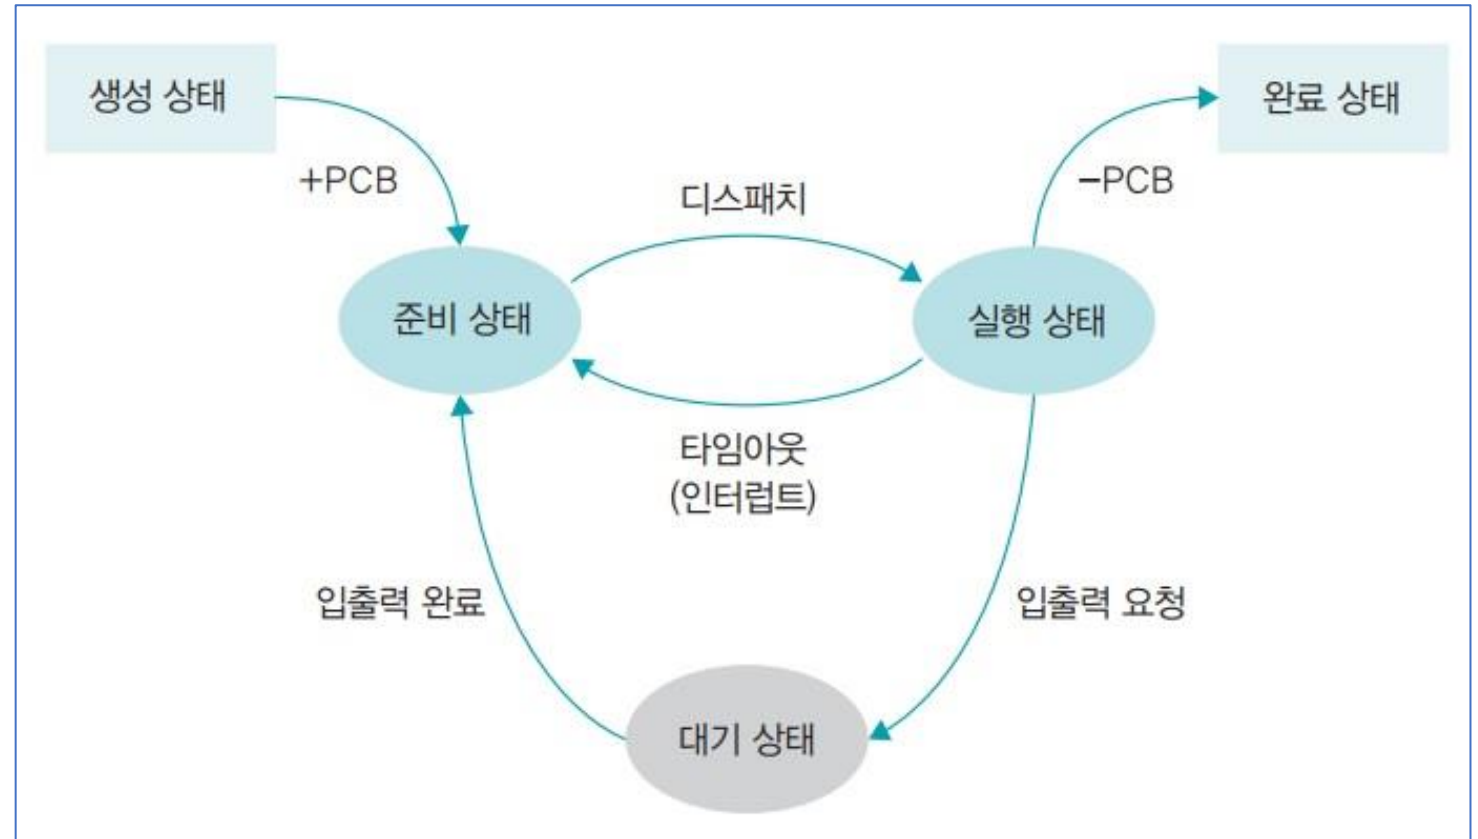 생성 상태
완료 상태
+PCB
–PCB
디스패치
준비 상태
실행 상태
타임아웃
(인터럽트)
입출력 완료
입출력 요청
대기 상태